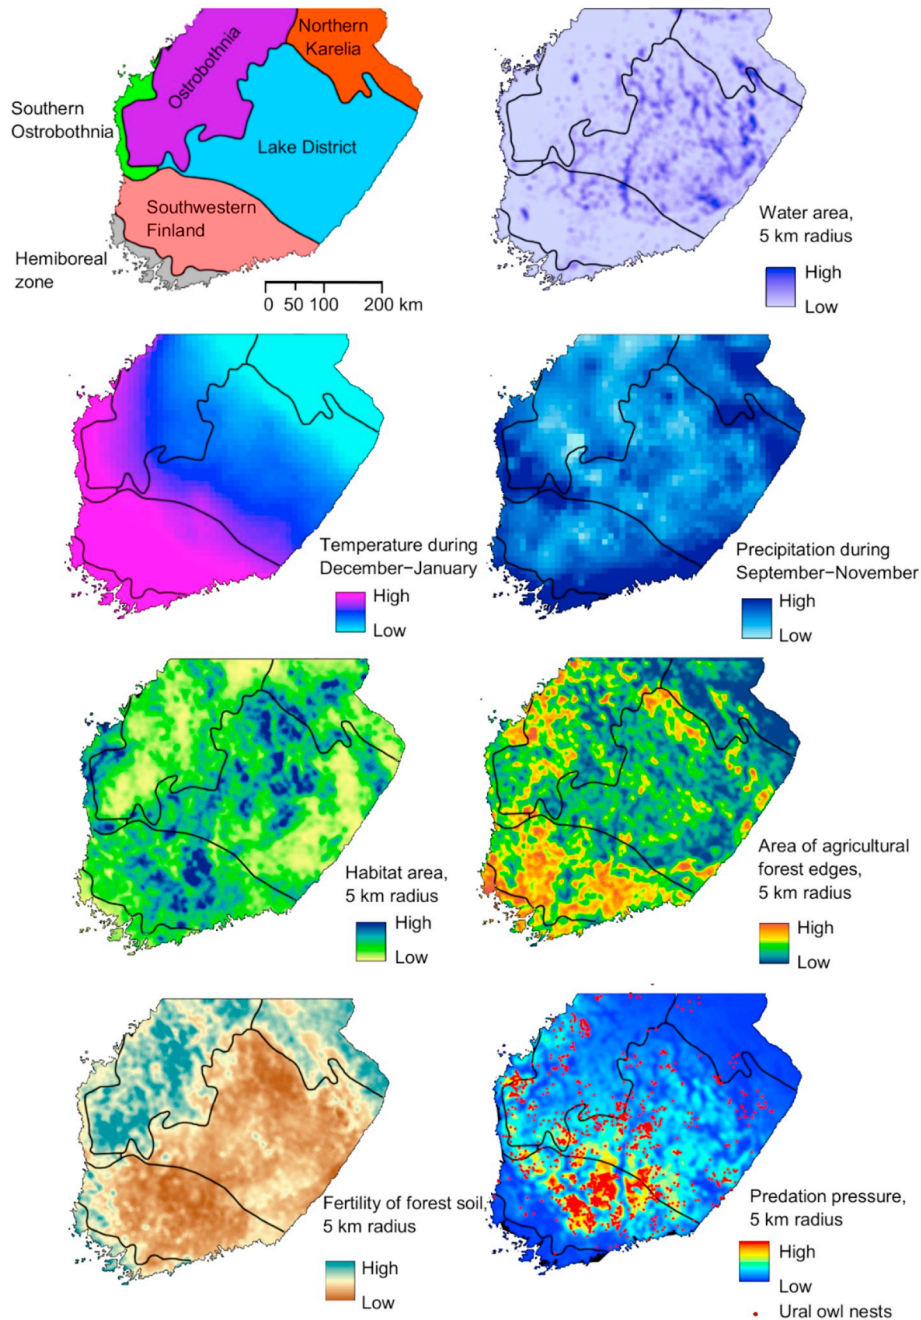 Northern
Karelia
Ostrobothnia
Southern
Ostrobothnia
Lake District
Southwestern
Finland
Hemiboreal
zone
0 50 100 200 km
Water area,
5 km radius
High
Low
Temperature during
December–January
High
Low
Precipitation during
September–November
High
Low
Habitat area,
5 km radius
High
Low
Area of agricultural
forest edges,
5 km radius
High
Low
Fertility of forest soil,
5 km radius
High
Low
Predation pressure,
5 km radius
High
Low
Ural owl nests